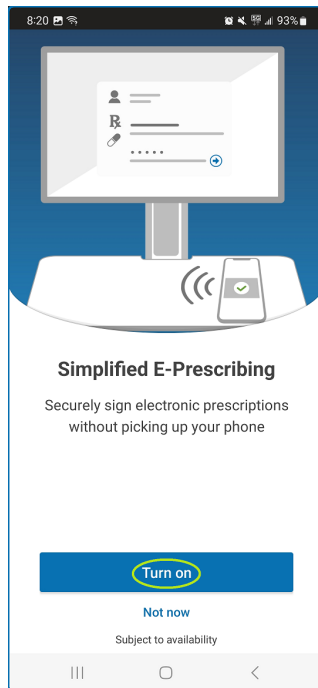 8:20 93%
Rx
Simplified E-Prescribing
Securely sign electronic prescriptions
without picking up your phone
Turn on
Not now
Subject to availability